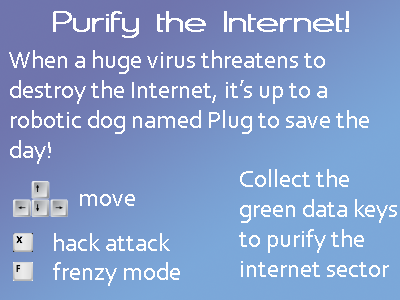 Purify the Internet!
When a huge virus threatens to
destroy the Internet, it's up to a
robotic dog named Plug to save the
day!
↑
← ↓ →
move
X
hack attack
F
frenzy mode
Collect the
green data keys
to purify the
internet sector